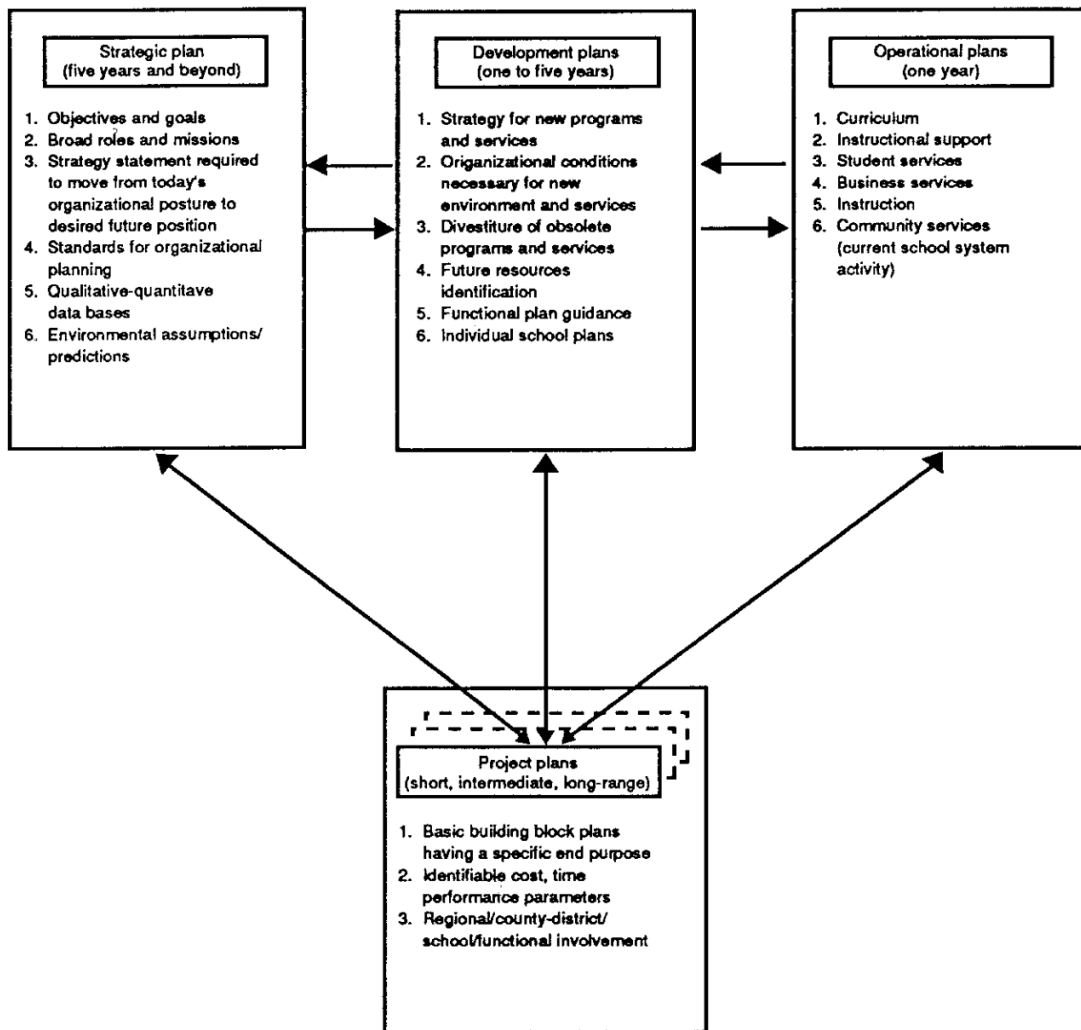 Strategic plan
(five years and beyond)
1. Objectives and goals
2. Broad roles and missions
3. Strategy statement required
to move from today's
organizational posture to
desired future position
4. Standards for organizational
planning
5. Qualitative-quantitave
data bases
6. Environmental assumptions/
predictions
Development plans
(one to five years)
1. Strategy for new programs
and services
2. Origanizational conditions
necessary for new
environment and services
3. Divestiture of obsolete
programs and services
4. Future resources
identification
5. Functional plan guidance
6. Individual school plans
Operational plans
(one year)
1. Curriculum
2. Instructional support
3. Student services
4. Business services
5. Instruction
6. Community services
(current school system
activity)
Project plans
(short, intermediate, long-range)
1. Basic building block plans
having a specific end purpose
2. Identifiable cost, time
performance parameters
3. Regional/county-district/
school/functional involvement